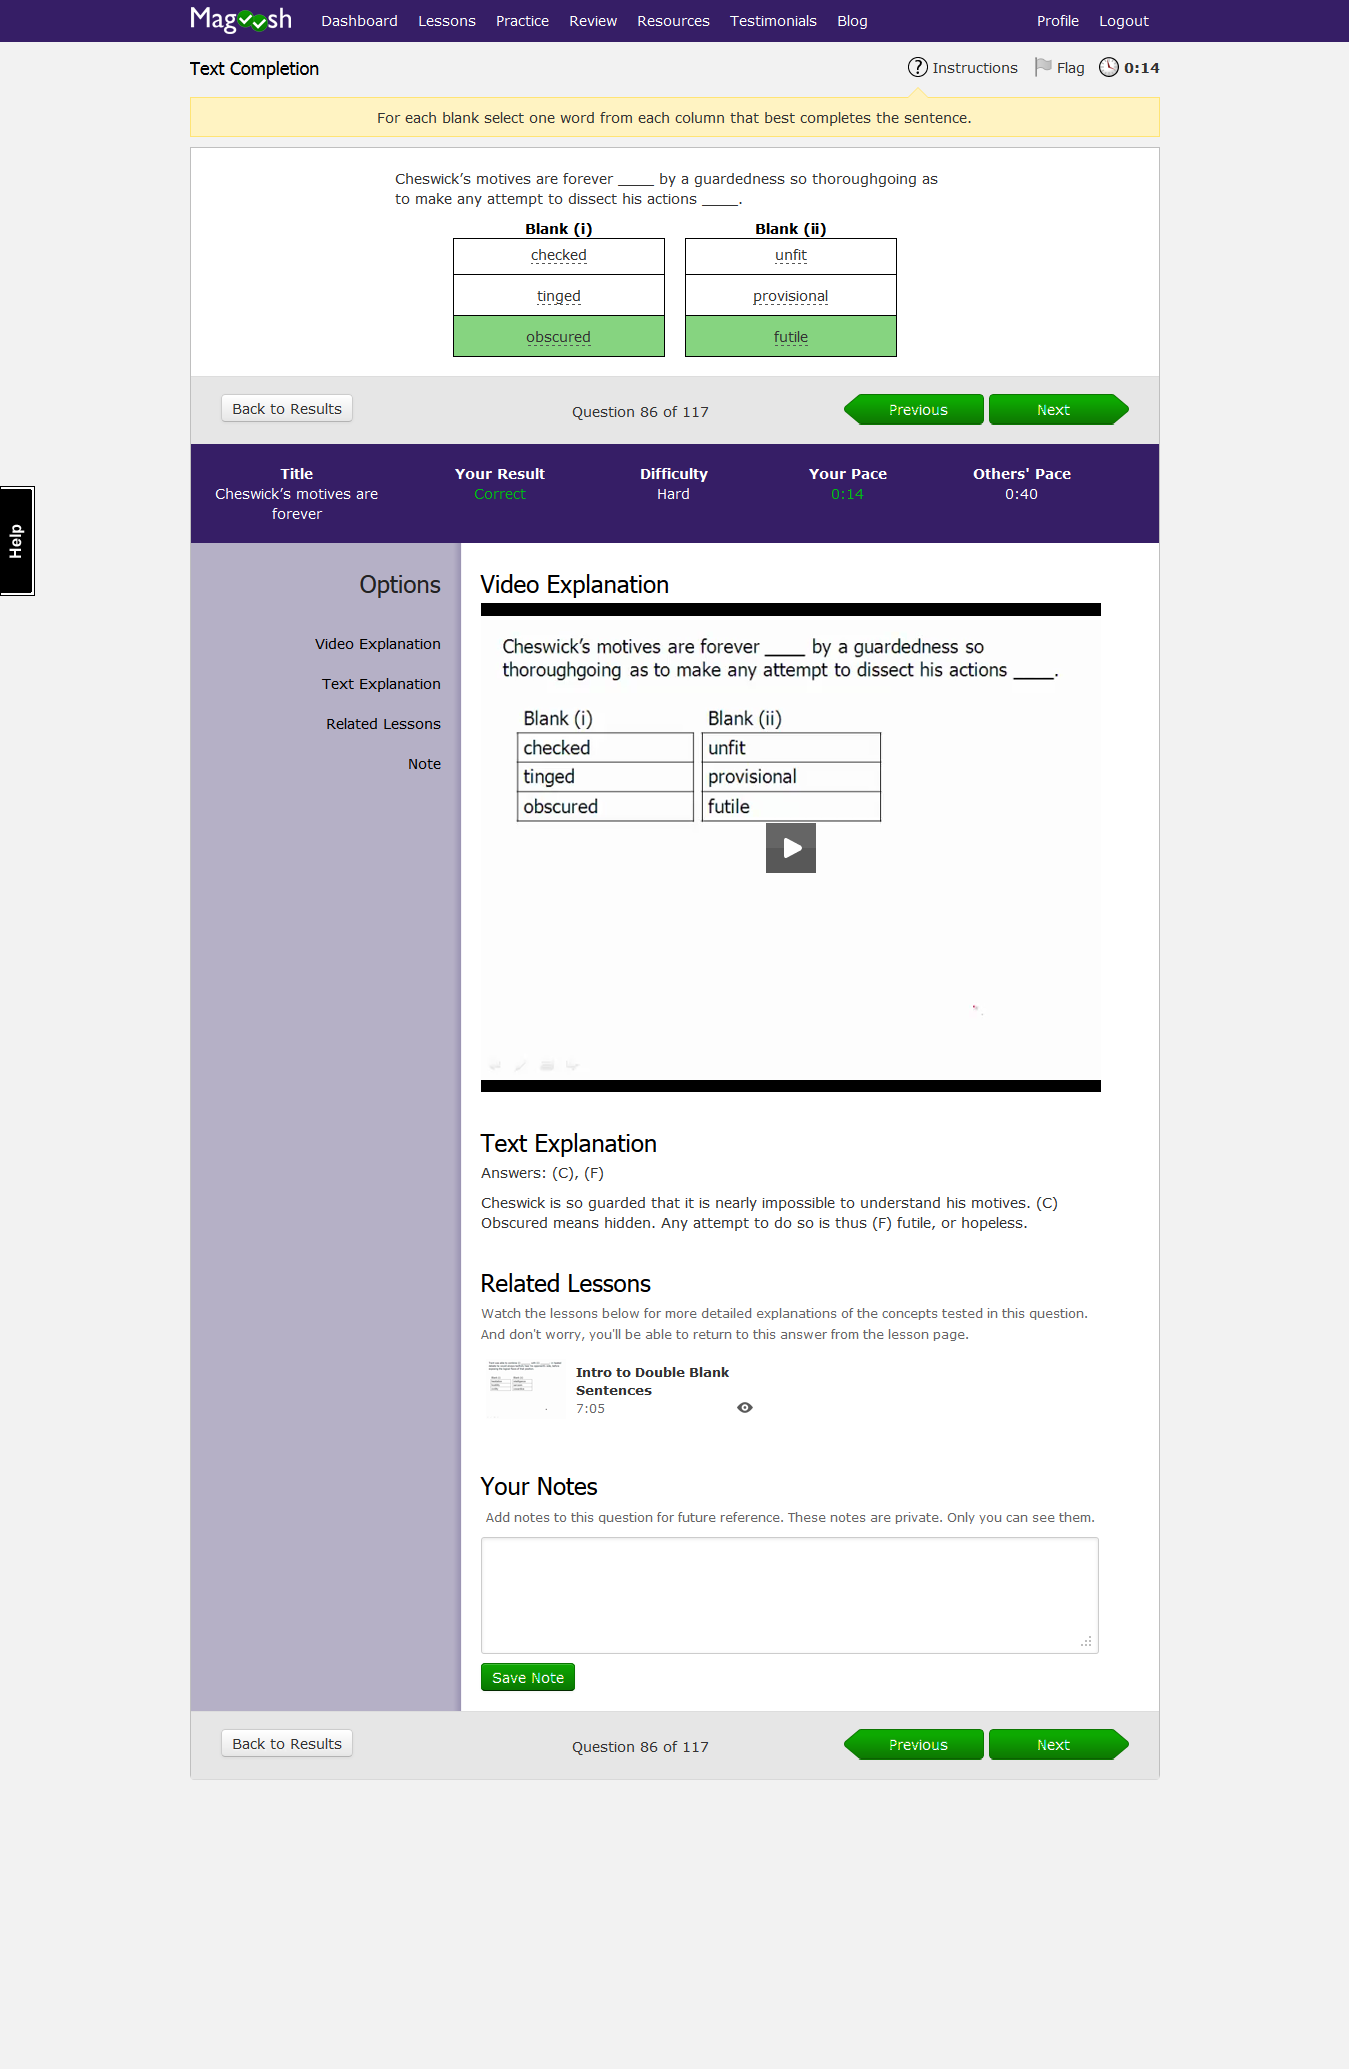 Magoosh Dashboard Lessons Practice Review Resources Testimonials Blog Profile Logout
Text Completion ? Instructions Flag 0:14
For each blank select one word from each column that best completes the sentence.
Cheswick’s motives are forever ____ by a guardedness so thoroughgoing as
to make any attempt to dissect his actions ____.
Blank (i) Blank (ii)
checked unfit
tinged provisional
obscured futile
Back to Results Question 86 of 117 Previous Next
Title Your Result Difficulty Your Pace Others' Pace
Cheswick’s motives are Correct Hard 0:14 0:40
forever
Help
Options
Video Explanation
Text Explanation
Related Lessons
Note
Video Explanation
Cheswick’s motives are forever ____ by a guardedness so
thoroughgoing as to make any attempt to dissect his actions ____.
Blank (i) Blank (ii)
checked unfit
tinged provisional
obscured futile
Text Explanation
Answers: (C), (F)
Cheswick is so guarded that it is nearly impossible to understand his motives. (C)
Obscured means hidden. Any attempt to do so is thus (F) futile, or hopeless.
Related Lessons
Watch the lessons below for more detailed explanations of the concepts tested in this question.
And don't worry, you'll be able to return to this answer from the lesson page.
Intro to Double Blank
Sentences
7:05
Your Notes
Add notes to this question for future reference. These notes are private. Only you can see them.
Save Note
Back to Results Question 86 of 117 Previous Next